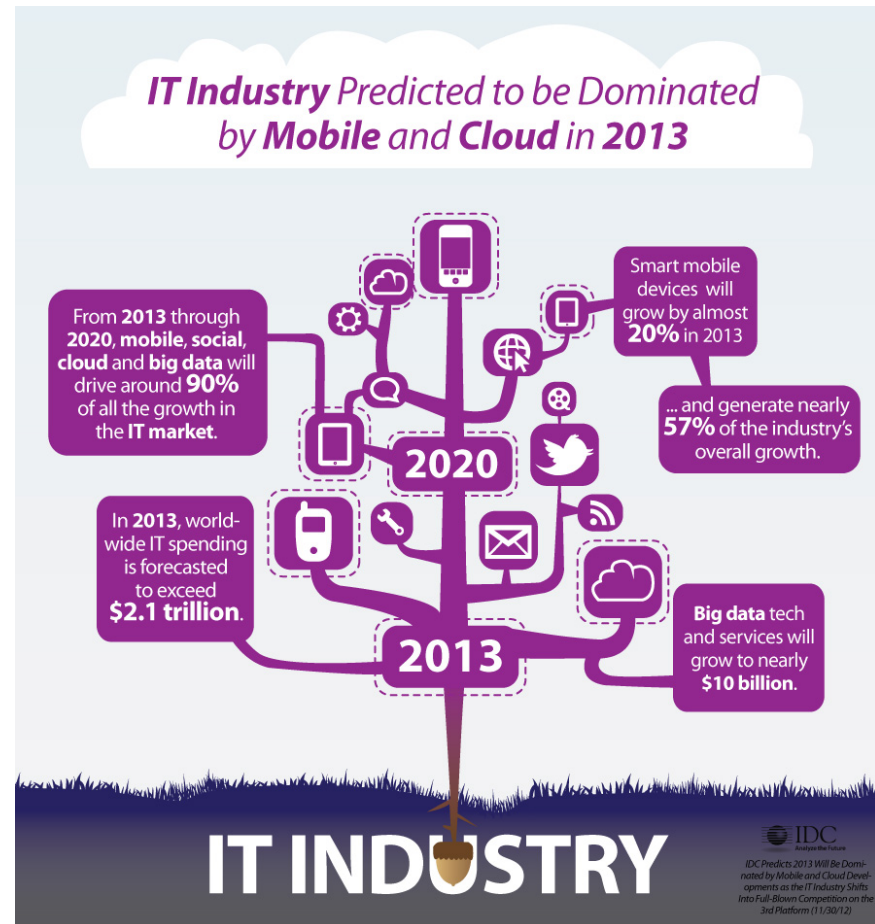 IT Industry Predicted to be Dominated
by Mobile and Cloud in 2013
From 2013 through
2020, mobile, social,
cloud and big data will
drive around 90%
of all the growth in
the IT market.
Smart mobile
devices will
grow by almost
20% in 2013
... and generate nearly
57% of the industry's
overall growth.
2020
In 2013, world-
wide IT spending
is forecasted
to exceed
$2.1 trillion.
2013
Big data tech
and services will
grow to nearly
$10 billion.
IT INDUSTRY
IDC
Analyze the Future
IDC Predicts 2013 Will Be Domi-
nated by Mobile and Cloud Devel-
opments as the IT Industry Shifts
Into Full-Blown Competition on the
3rd Platform (11/30/12)